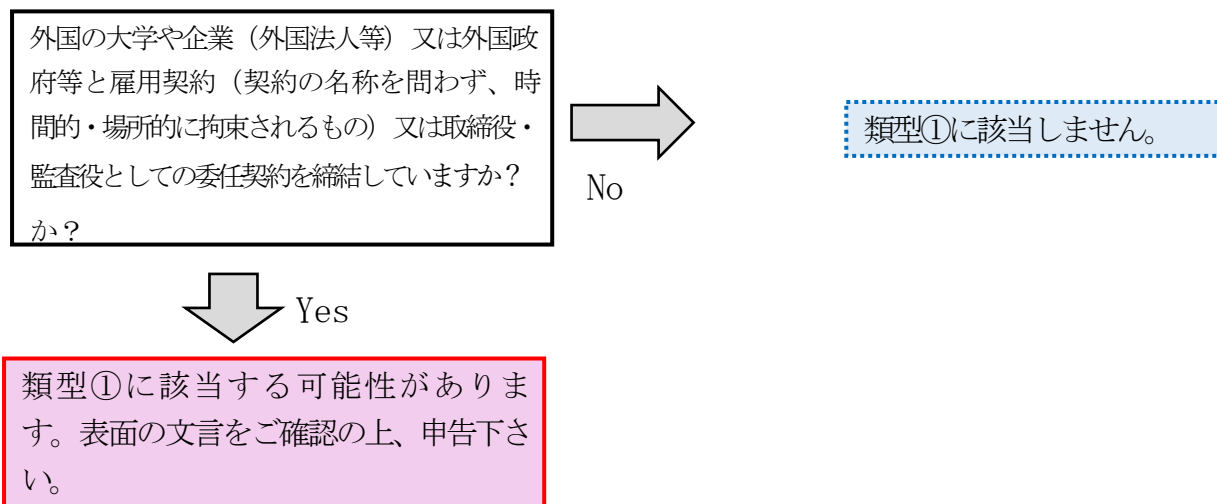 外国の大学や企業（外国法人等）又は外国政
府等と雇用契約（契約の名称を問わず、時
間的・場所的に拘束されるもの）又は取締役・
監査役としての委任契約を締結していますか？
か？
No
類型①に該当しません。
Yes
類型①に該当する可能性がありま
す。表面の文言をご確認の上、申告下さ
い。